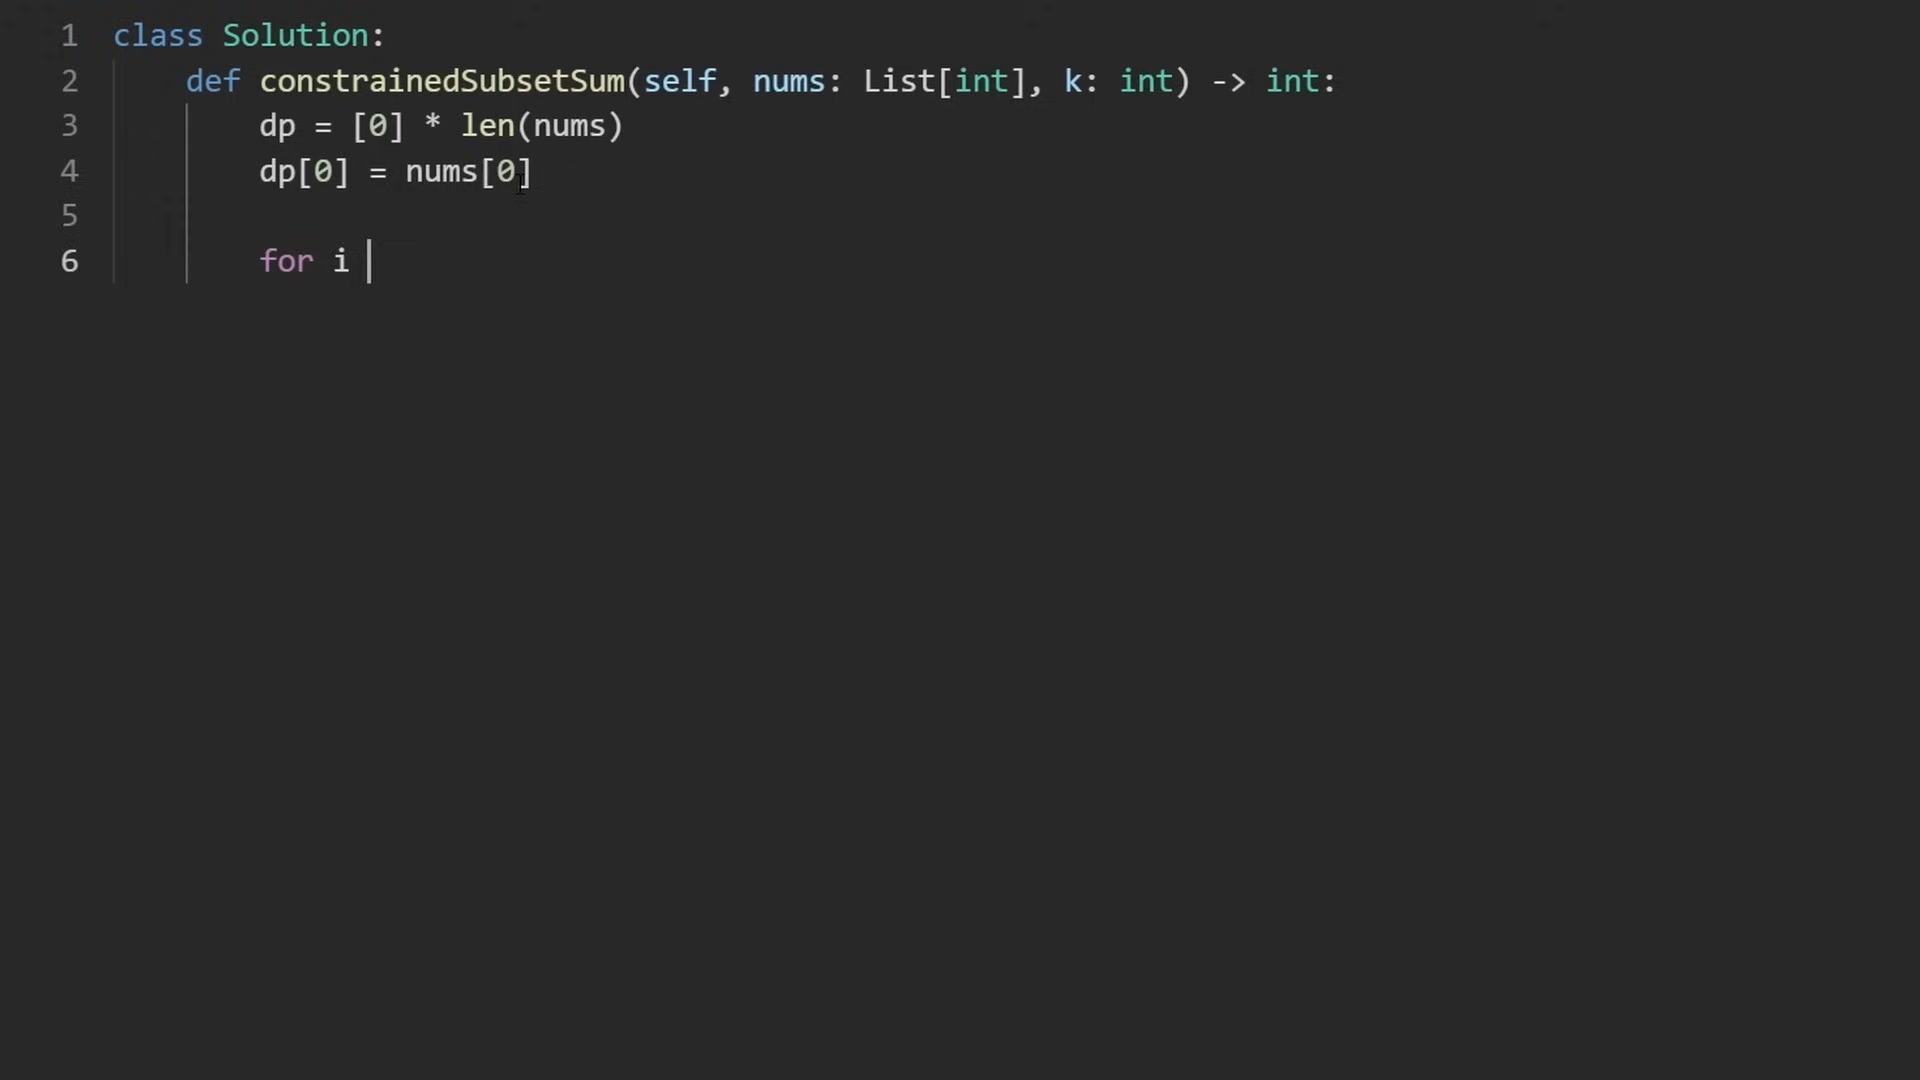 1 class Solution:
2     def constrainedSubsetSum(self, nums: List[int], k: int) -> int:
3         dp = [0] * len(nums)
4         dp[0] = nums[0]
5
6         for i